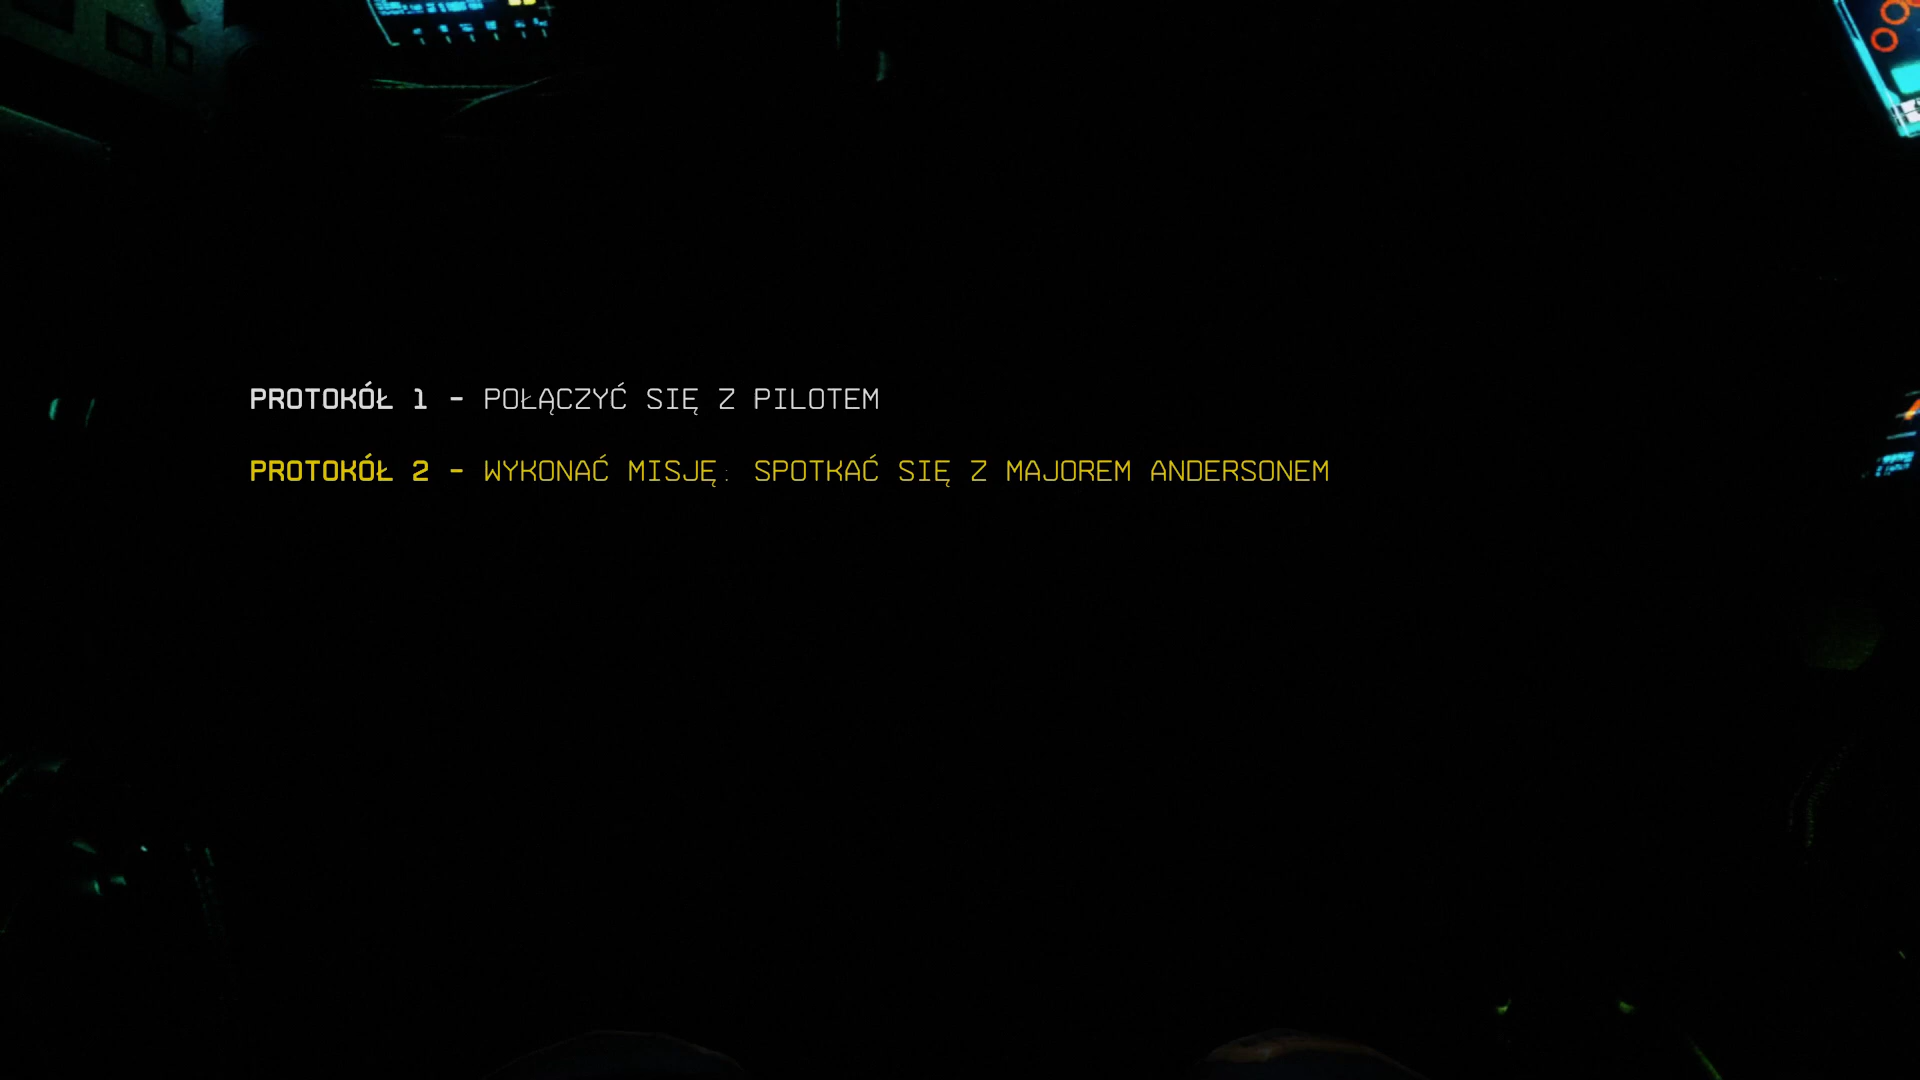 PROTOKÓŁ 1 - POŁĄCZYĆ SIĘ Z PILOTEM
PROTOKÓŁ 2 - WYKONAĆ MISJĘ: SPOTKAĆ SIĘ Z MAJOREM ANDERSONEM